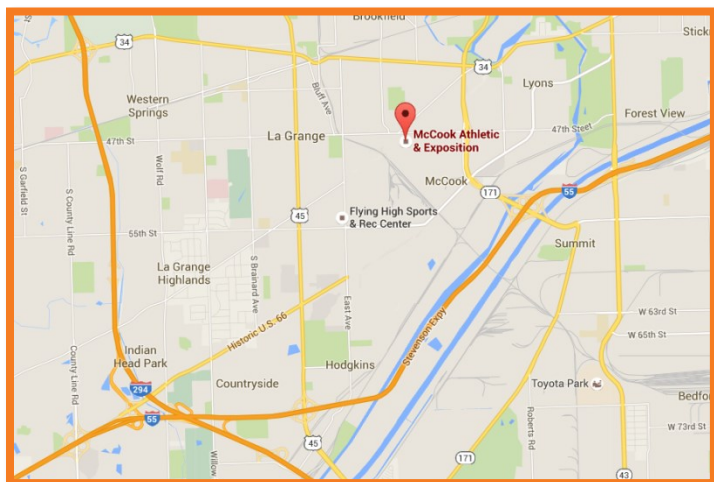 Brookfield
Stick
34
34
Lyons
Bluff Ave
Western
Springs
Forest View
La Grange
McCook Athletic
& Exposition
47th Street
47th St
Wolf Rd
S Garfield St
S County Line Rd
McCook
171
55
45
Flying High Sports
& Rec Center
55th St
Summit
La Grange
Highlands
S Brainard Ave
East Ave
Historic U.S. 66
Stevenson Expy
W 63rd St
W 65th St
Indian
Head Park
County Line Rd
Hodgkins
294
Countryside
Toyota Park
Bedfo
55
Roberts Rd
W 73rd St
45
Willow
171
43